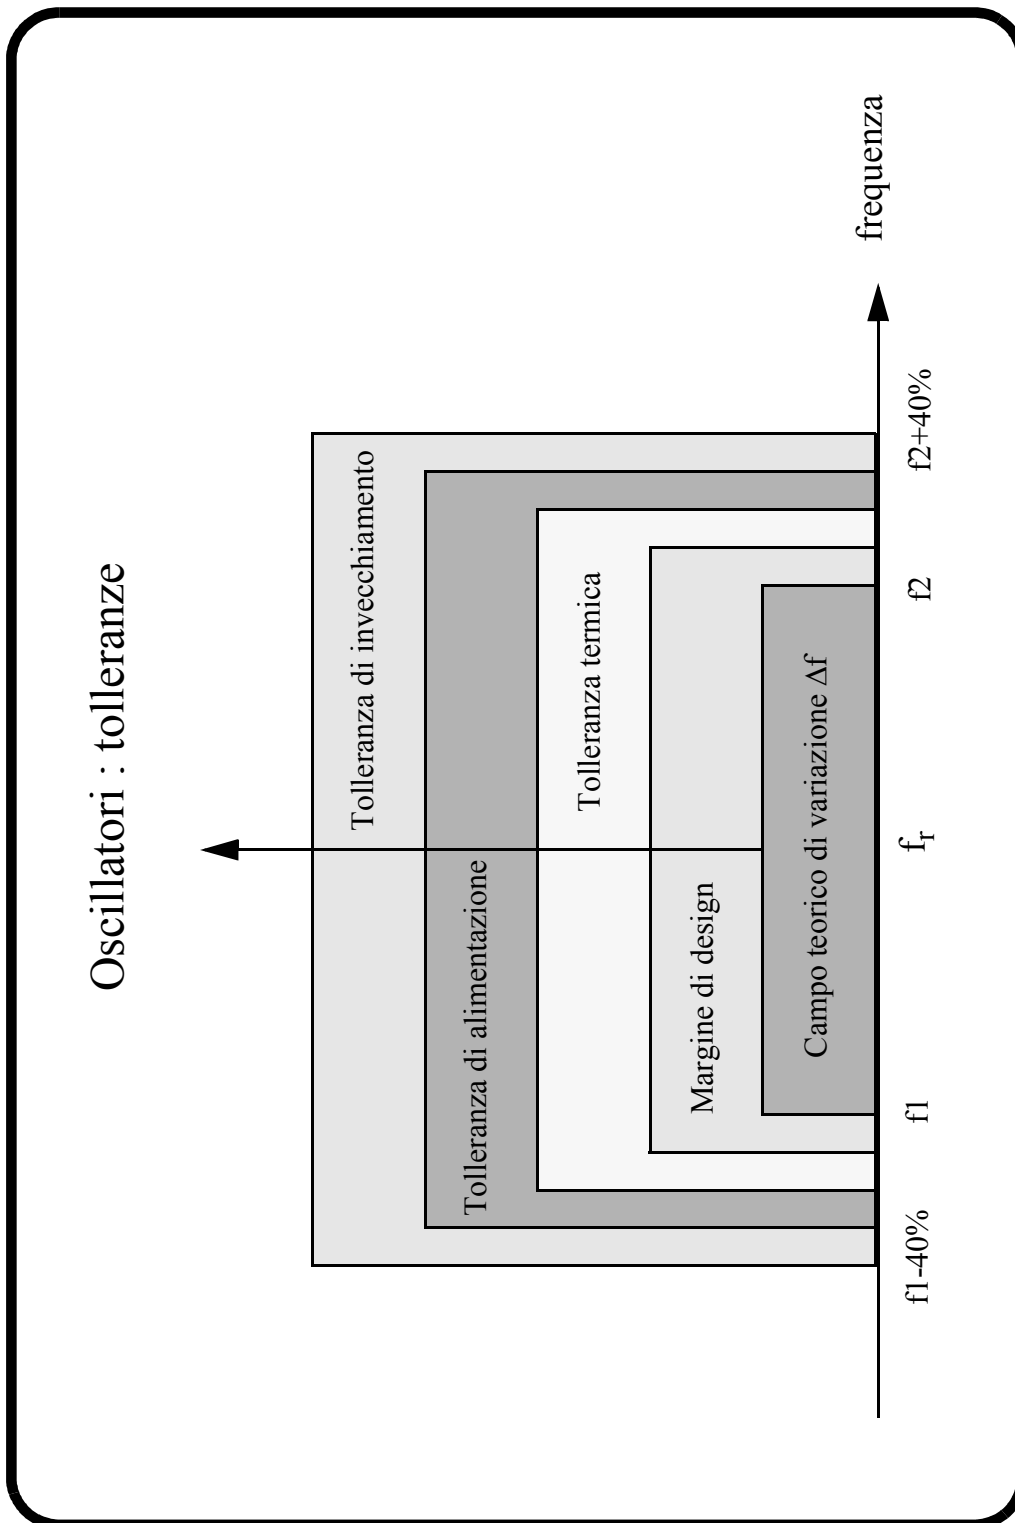 Oscillatori : tolleranze
Tolleranza di invecchiamento
Tolleranza di alimentazione
Tolleranza termica
Margine di design
Campo teorico di variazione Δf
frequenza
f1-40%
f1
fr
f2
f2+40%